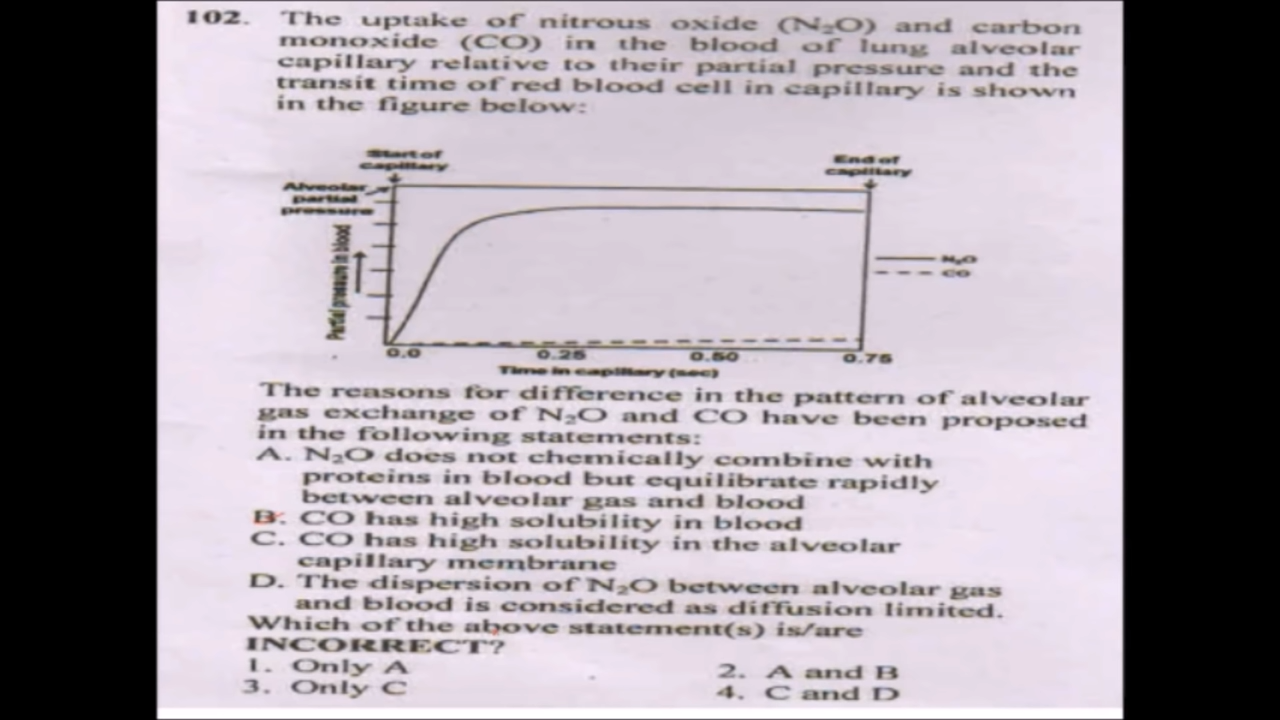 102. The uptake of nitrous oxide (N₂O) and carbon
monoxide (CO) in the blood of lung alveolar
capillary relative to their partial pressure and the
transit time of red blood cell in capillary is shown
in the figure below:
Start of
capillary
End of
capillary
Alveolar
partial
pressure
Partial pressure in blood
N₂O
CO
0.0 0.25 0.50 0.75
Time in capillary (sec)
The reasons for difference in the pattern of alveolar
gas exchange of N₂O and CO have been proposed
in the following statements:
A. N₂O does not chemically combine with
proteins in blood but equilibrate rapidly
between alveolar gas and blood
B. CO has high solubility in blood
C. CO has high solubility in the alveolar
capillary membrane
D. The dispersion of N₂O between alveolar gas
and blood is considered as diffusion limited.
Which of the above statement(s) is/are
INCORRECT?
1. Only A 2. A and B
3. Only C 4. C and D